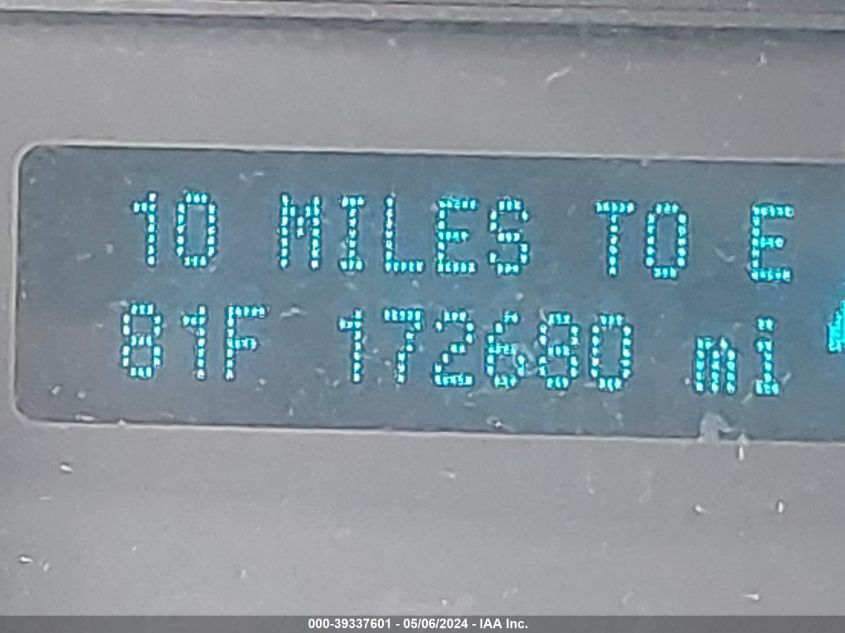 10 MILES TO E
81F 172680 mi
000-39337601 - 05/06/2024 - IAA Inc.